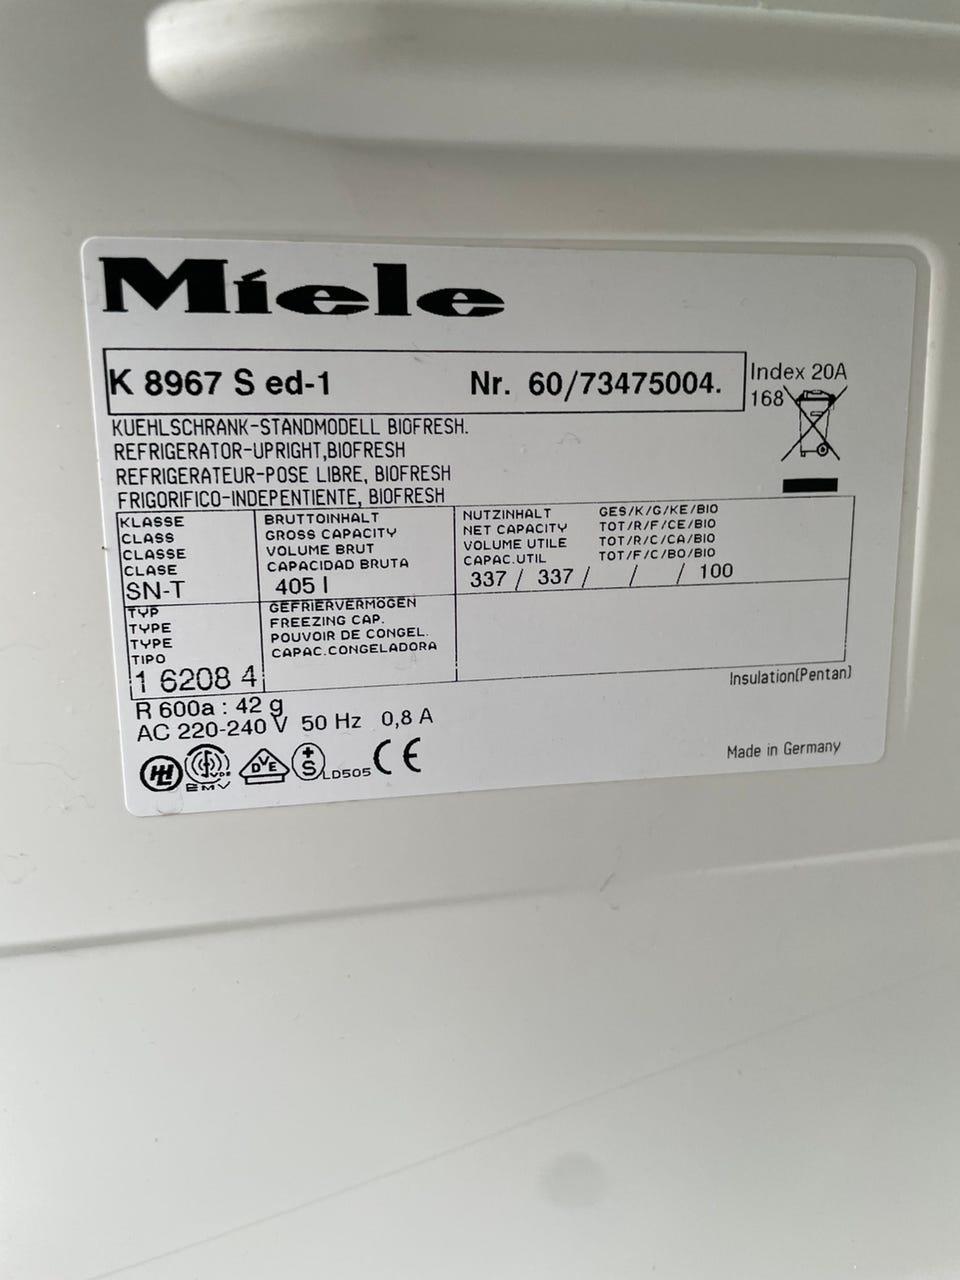 Miele
K 8967 S ed-1 Nr. 60/73475004.
Index 20A
168
KUEHLSCHRANK-STANDMODELL BIOFRESH.
REFRIGERATOR-UPRIGHT,BIOFRESH
REFRIGERATEUR-POSE LIBRE, BIOFRESH
FRIGORIFICO-INDEPENTIENTE, BIOFRESH
KLASSE
CLASS
CLASSE
CLASE
SN-T
BRUTTOINHALT
GROSS CAPACITY
VOLUME BRUT
CAPACIDAD BRUTA
405 l
NUTZINHALT GES/K/G/KE/BIO
NET CAPACITY TOT/R/F/CE/BIO
VOLUME UTILE TOT/R/C/CA/BIO
CAPAC.UTIL TOT/F/C/BO/BIO
337 / 337 / / / 100
TYP
TYPE
TYPE
TIPO
1 6208 4
GEFRIERVERMÖGEN
FREEZING CAP.
POUVOIR DE CONGEL.
CAPAC.CONGELADORA
Insulation(Pentan)
R 600a : 42 g
AC 220-240 V 50 Hz 0,8 A
VDE
EMV
DVE
+S
LD505
CE
Made in Germany